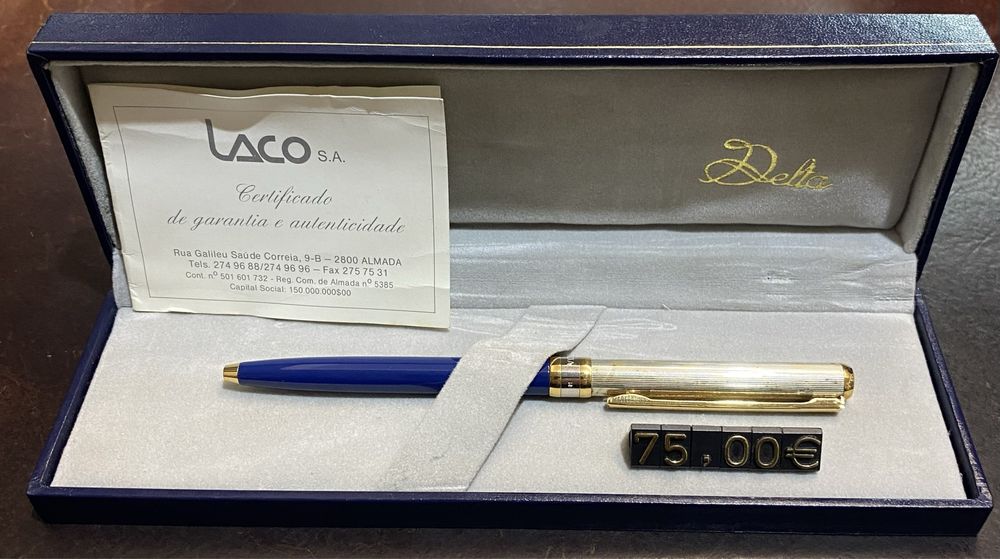 LACO S.A.
Certificado
de garantia e autenticidade
Rua Galileu Saúde Correia, 9-B – 2800 ALMADA
Tels. 274 96 88/274 96 96 – Fax 275 75 31
Cont. nº 501 601 732 - Reg. Com. de Almada nº 5385
Capital Social: 150.000.000$00
Delta
75,00€